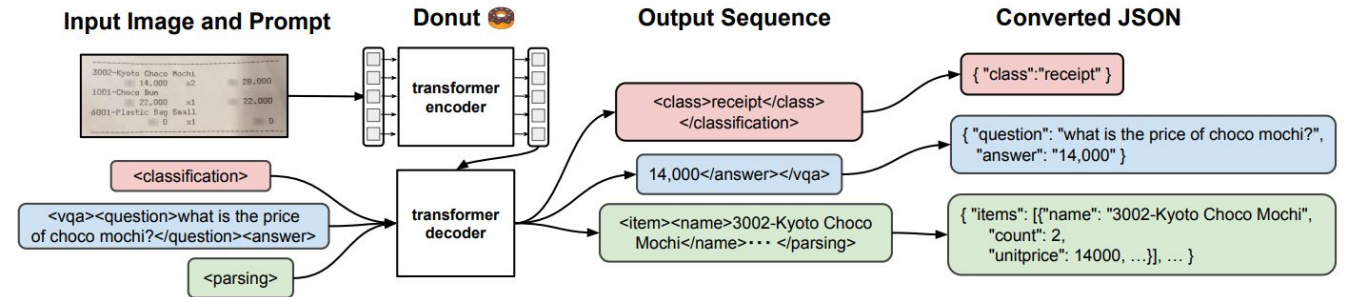 Input Image and Prompt
Donut 🍩
Output Sequence
Converted JSON
3002-Kyoto Choco Mochi
14.000 x2 28.000
1001-Choco Bun
22.000 x1 22.000
6001-Plastic Bag Small
0 x1 0
transformer
encoder
<classification>
<vqa><question>what is the price
of choco mochi?</question><answer>
<parsing>
transformer
decoder
<class>receipt</class>
</classification>
14,000</answer></vqa>
<item><name>3002-Kyoto Choco
Mochi</name>··· </parsing>
{ "class":"receipt" }
{ "question": "what is the price of choco mochi?",
"answer": "14,000" }
{ "items": [{"name": "3002-Kyoto Choco Mochi",
"count": 2,
"unitprice": 14000, …}], … }